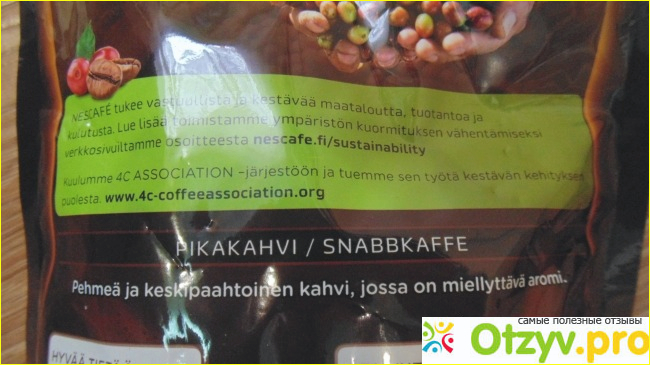 NESCAFÉ tukee vastuullista ja kestävää maataloutta, tuotantoa ja
kulutusta. Lue lisää toimistamme ympäristön kuormituksen vähentämiseksi
verkkosivuiltamme osoitteesta nescafe.fi/sustainability
Kuulumme 4C ASSOCIATION -järjestöön ja tuemme sen työtä kestävän kehityksen
puolesta. www.4c-coffeeassociation.org
PIKAKAHVI / SNABBKAFFE
Pehmeä ja keskipaahtoinen kahvi, jossa on miellyttävä aromi.
HYVÄÄ
самые полезные отзывы
Otzyv.pro